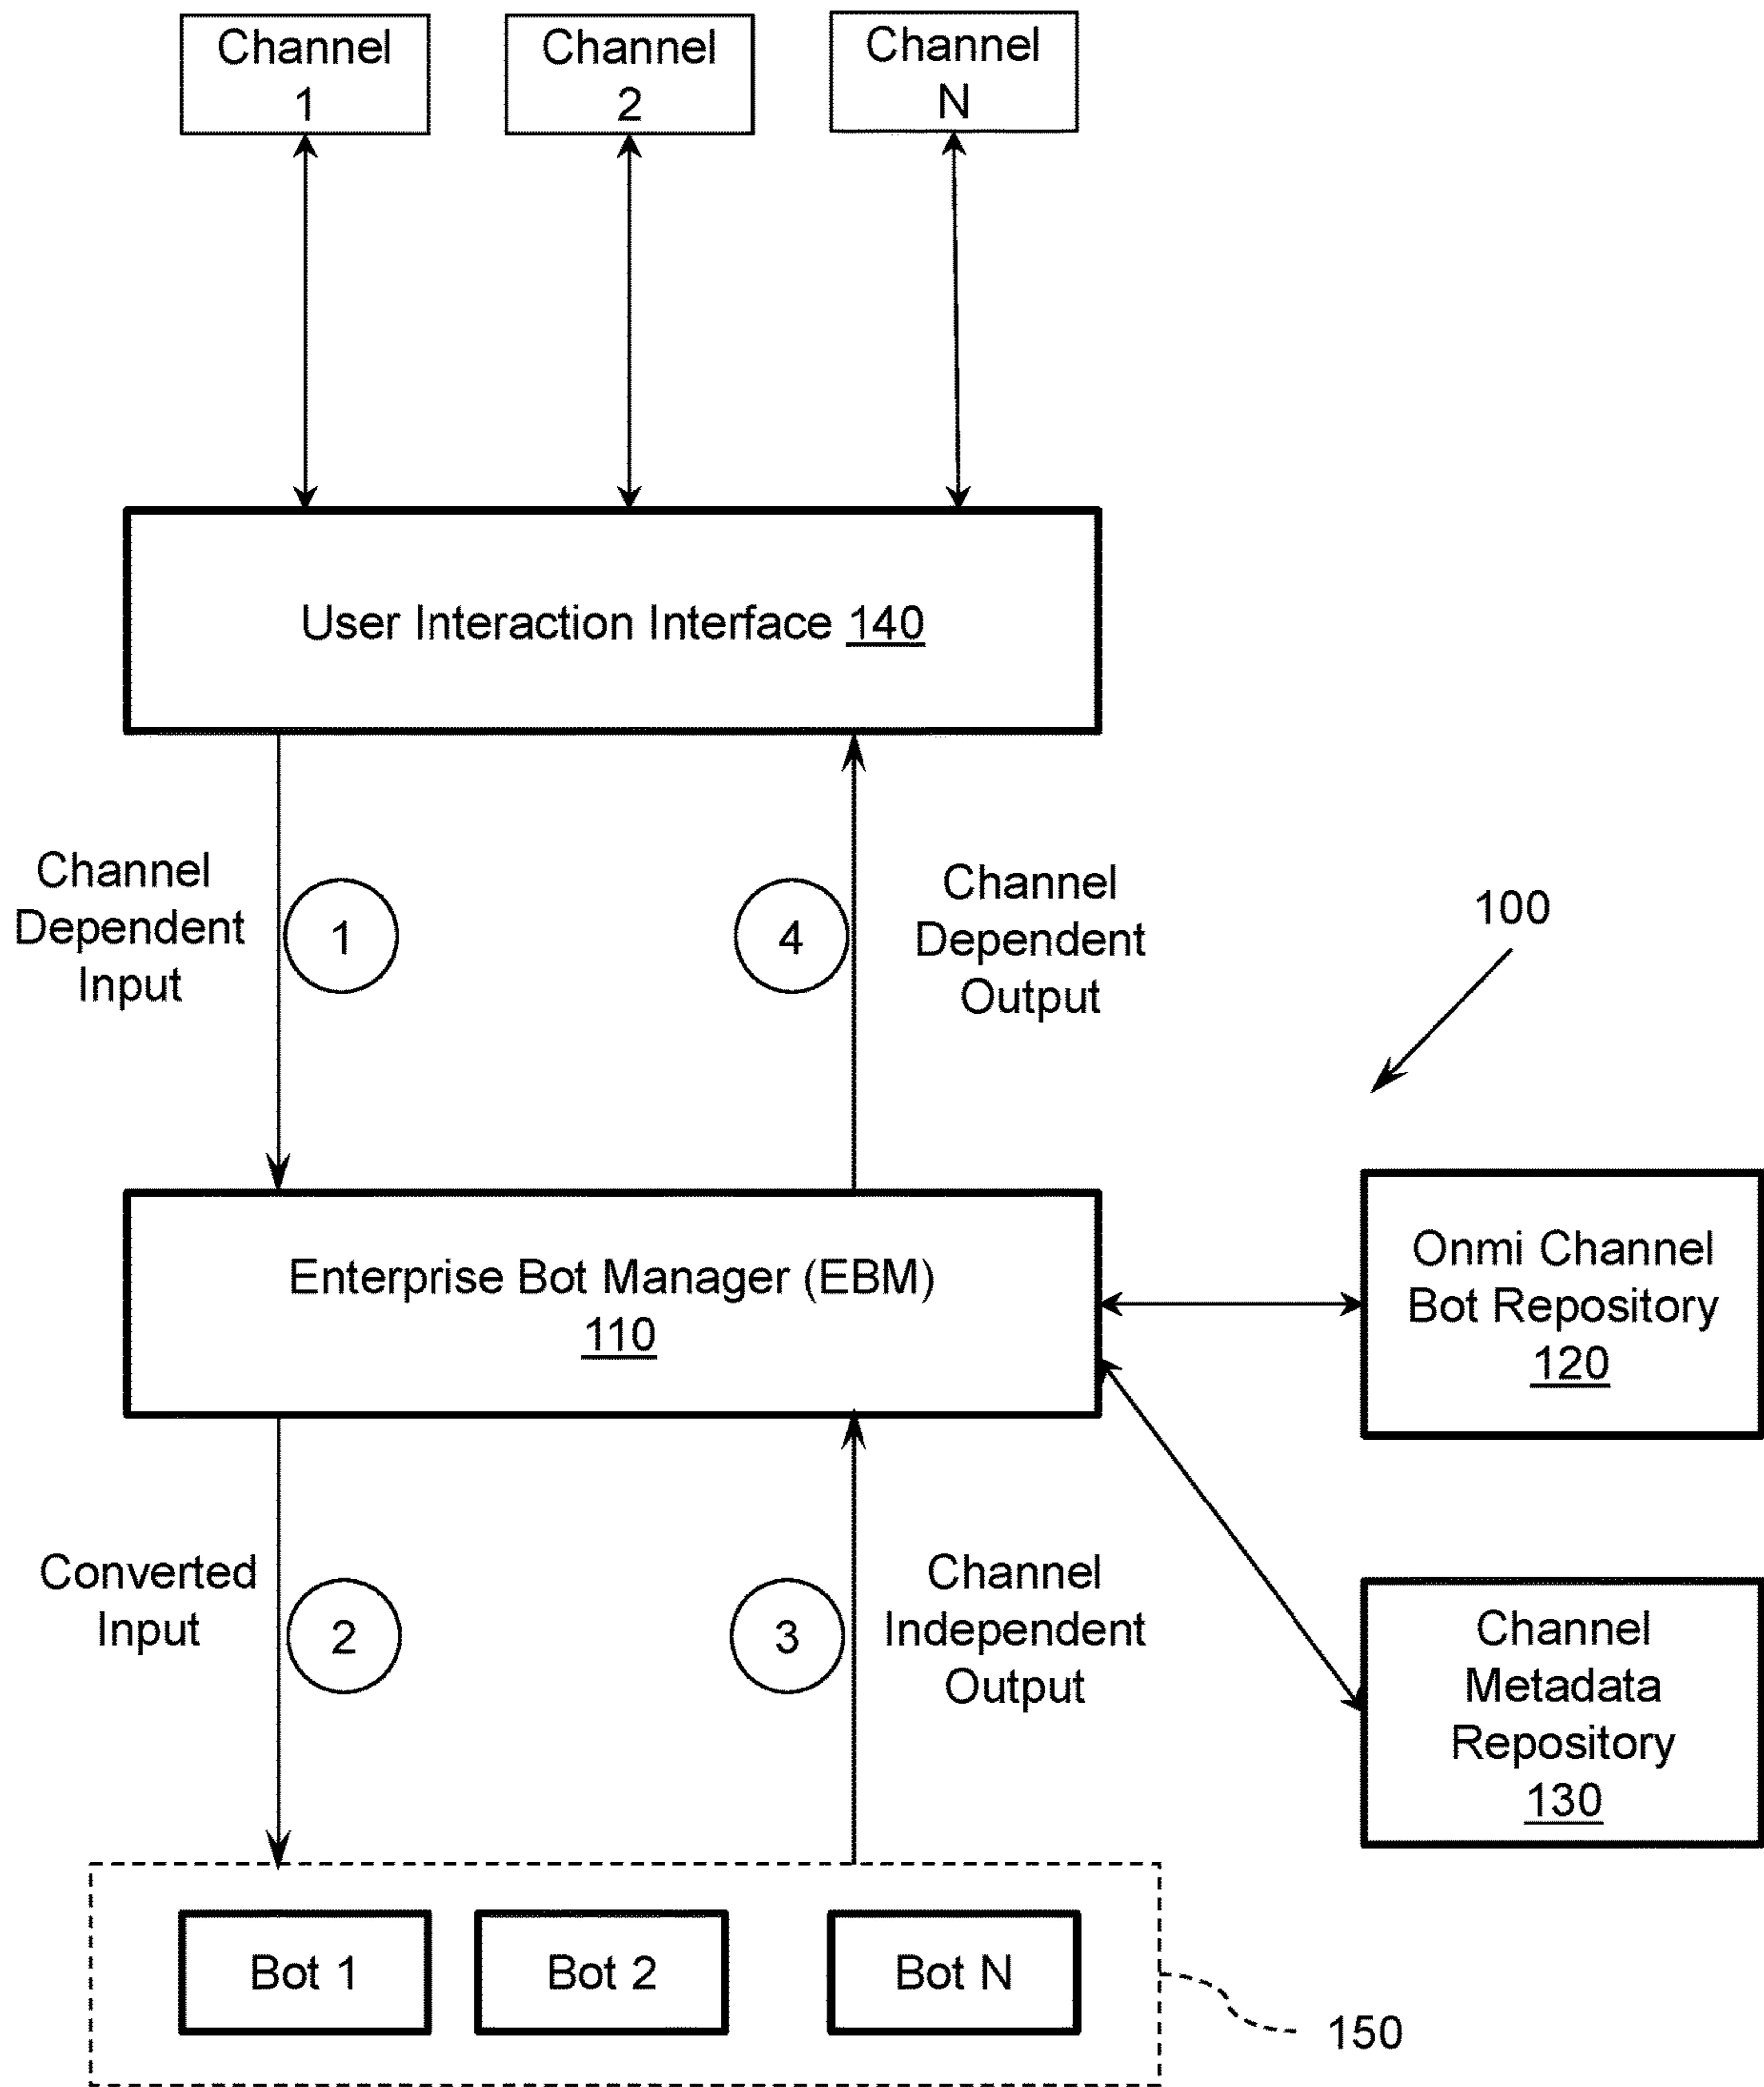 Channel
1
Channel
2
Channel
N
User Interaction Interface 140
Channel
Dependent
Input
1
4
Channel
Dependent
Output
100
Enterprise Bot Manager (EBM)
110
Onmi Channel
Bot Repository
120
Converted
Input
2
3
Channel
Independent
Output
Channel
Metadata
Repository
130
Bot 1
Bot 2
Bot N
150